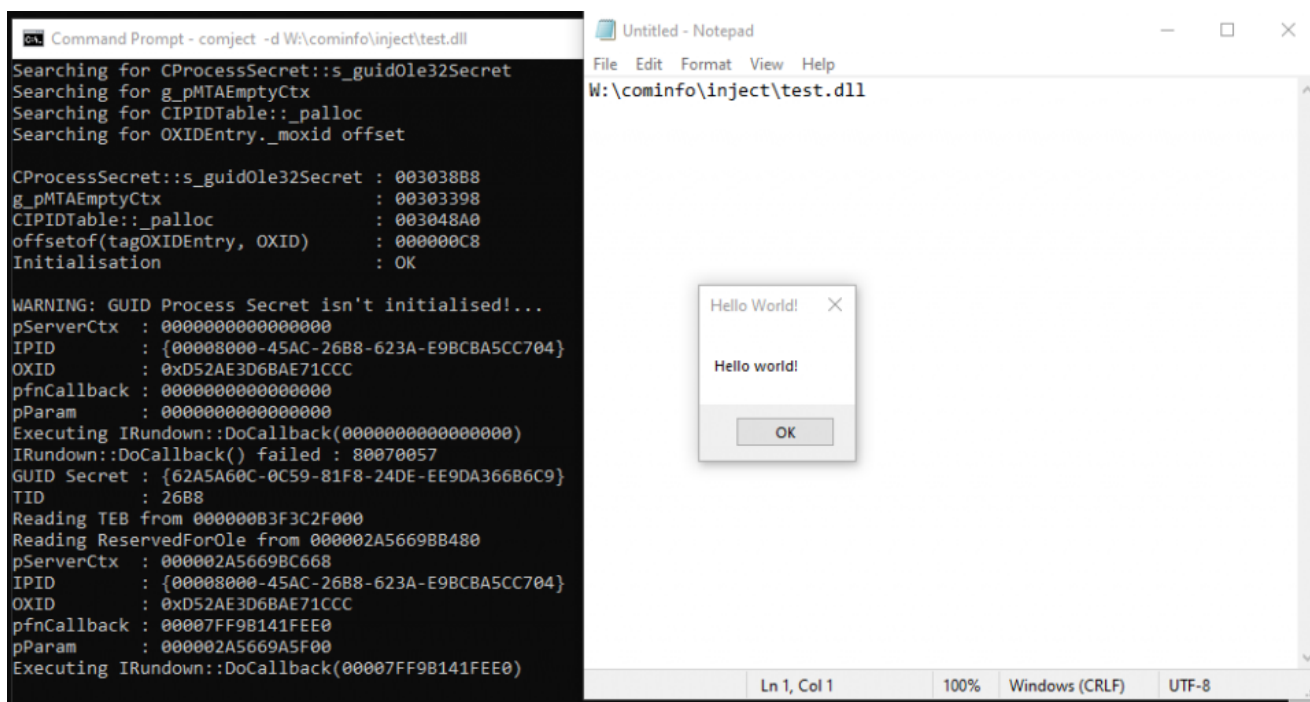 Command Prompt - comject -d W:\cominfo\inject\test.dll
Searching for CProcessSecret::s_guidOle32Secret
Searching for g_pMTAEmptyCtx
Searching for CIPIDTable::_palloc
Searching for OXIDEntry._moxid offset
CProcessSecret::s_guidOle32Secret : 003038B8
g_pMTAEmptyCtx : 00303398
CIPIDTable::_palloc : 003048A0
offsetof(tagOXIDEntry, OXID) : 000000C8
Initialisation : OK
WARNING: GUID Process Secret isn't initialised!...
pServerCtx : 0000000000000000
IPID : {00008000-45AC-26B8-623A-E9BCBA5CC704}
OXID : 0xD52AE3D6BAE71CCC
pfnCallback : 0000000000000000
pParam : 0000000000000000
Executing IRundown::DoCallback(0000000000000000)
IRundown::DoCallback() failed : 80070057
GUID Secret : {62A5A60C-0C59-81F8-24DE-EE9DA366B6C9}
TID : 26B8
Reading TEB from 000000B3F3C2F000
Reading ReservedForOle from 000002A5669BB480
pServerCtx : 000002A5669BC668
IPID : {00008000-45AC-26B8-623A-E9BCBA5CC704}
OXID : 0xD52AE3D6BAE71CCC
pfnCallback : 00007FF9B141FEE0
pParam : 000002A5669A5F00
Executing IRundown::DoCallback(00007FF9B141FEE0)
Untitled - Notepad
File Edit Format View Help
W:\cominfo\inject\test.dll
Hello World!
Hello world!
OK
Ln 1, Col 1 100% Windows (CRLF) UTF-8